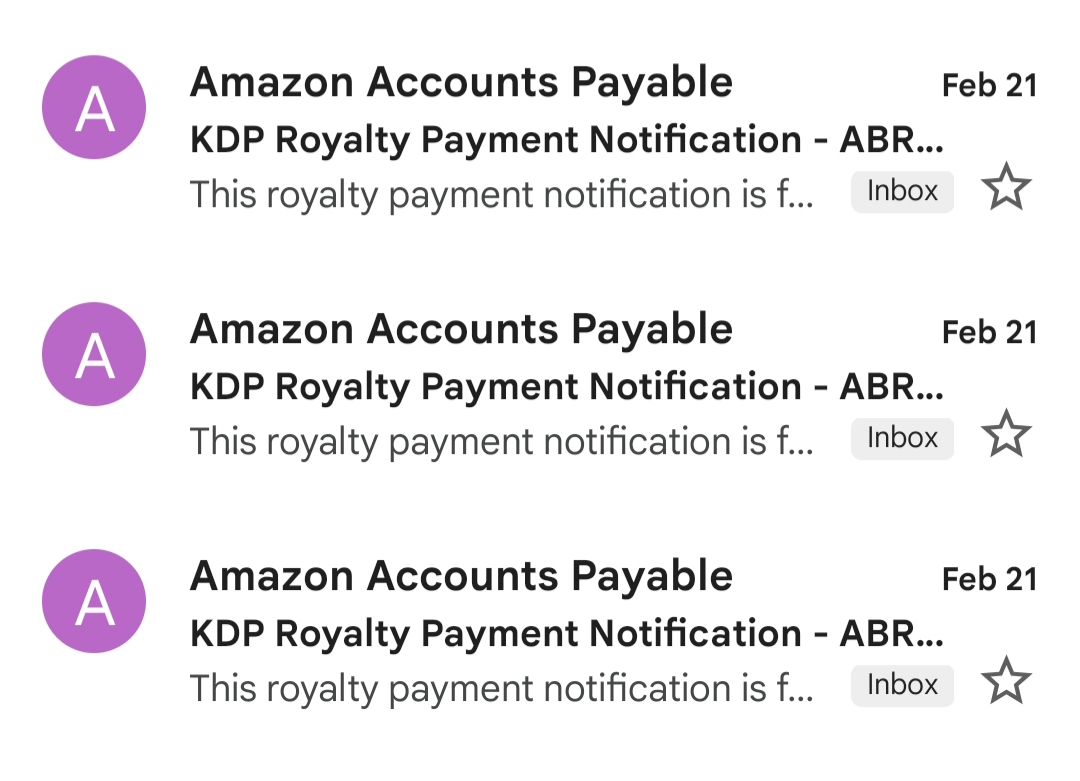 A
Amazon Accounts Payable Feb 21
KDP Royalty Payment Notification - ABR...
This royalty payment notification is f... Inbox
A
Amazon Accounts Payable Feb 21
KDP Royalty Payment Notification - ABR...
This royalty payment notification is f... Inbox
A
Amazon Accounts Payable Feb 21
KDP Royalty Payment Notification - ABR...
This royalty payment notification is f... Inbox